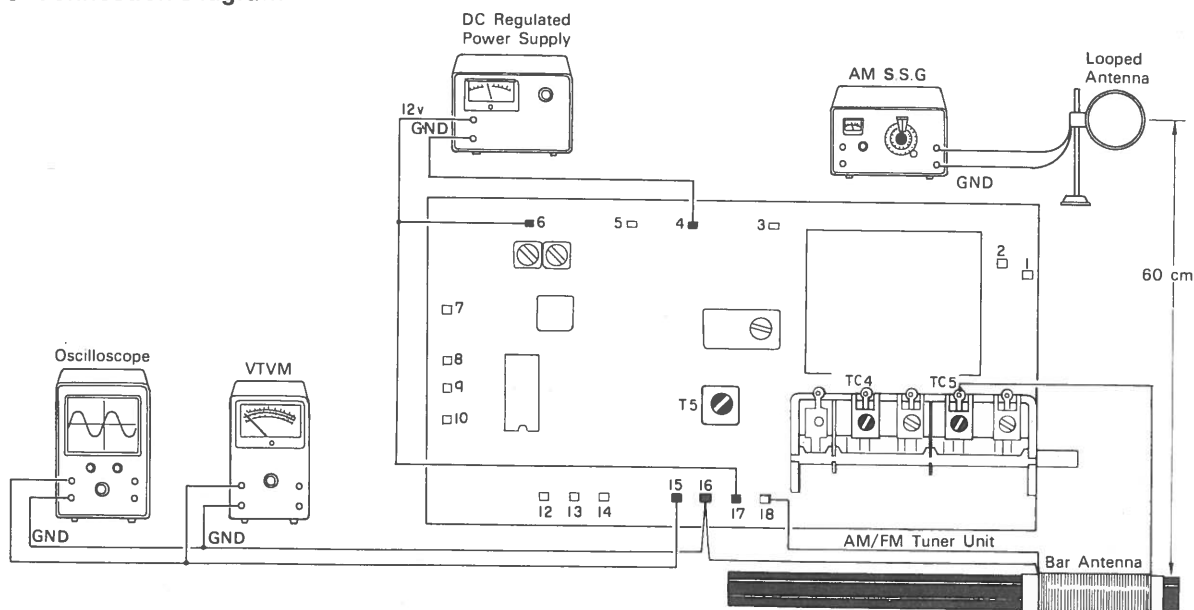 DC Regulated
Power Supply
12v
GND
AM S.S.G
GND
Looped
Antenna
60 cm
6
5
4
3
2
1
7
8
9
10
T5
TC4
TC5
Oscilloscope
VTVM
GND
GND
12
13
14
15
16
17
18
AM/FM Tuner Unit
Bar Antenna